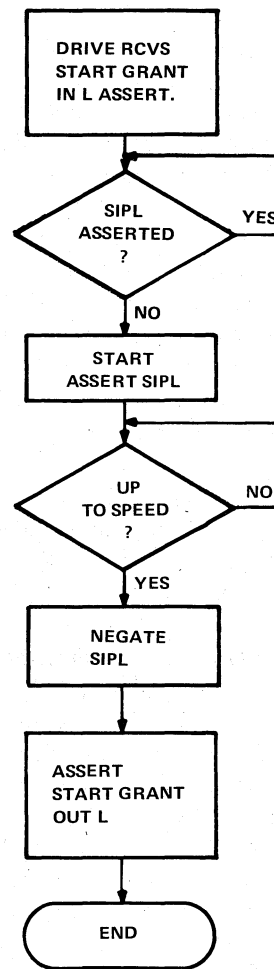 DRIVE RCVS
START GRANT
IN L ASSERT.
SIPL
ASSERTED
?
YES
NO
START
ASSERT SIPL
UP
TO SPEED
?
NO
YES
NEGATE
SIPL
ASSERT
START GRANT
OUT L
END